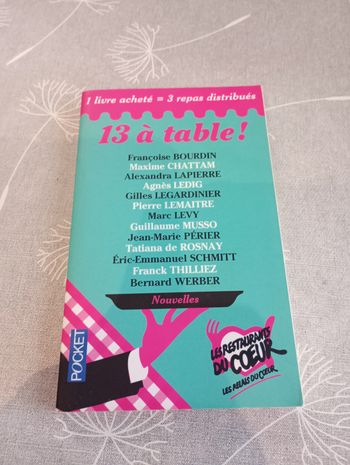 1 livre acheté = 3 repas distribués
13 à table !
Françoise BOURDIN
Maxime CHATTAM
Alexandra LAPIERRE
Agnès LEDIG
Gilles LEGARDINIER
Pierre LEMAITRE
Marc LEVY
Guillaume MUSSO
Jean-Marie PÉRIER
Tatiana de ROSNAY
Éric-Emmanuel SCHMITT
Franck THILLIEZ
Bernard WERBER
Nouvelles
LES RESTAURANTS
DU CŒUR
LES RELAIS DU CŒUR
POCKET